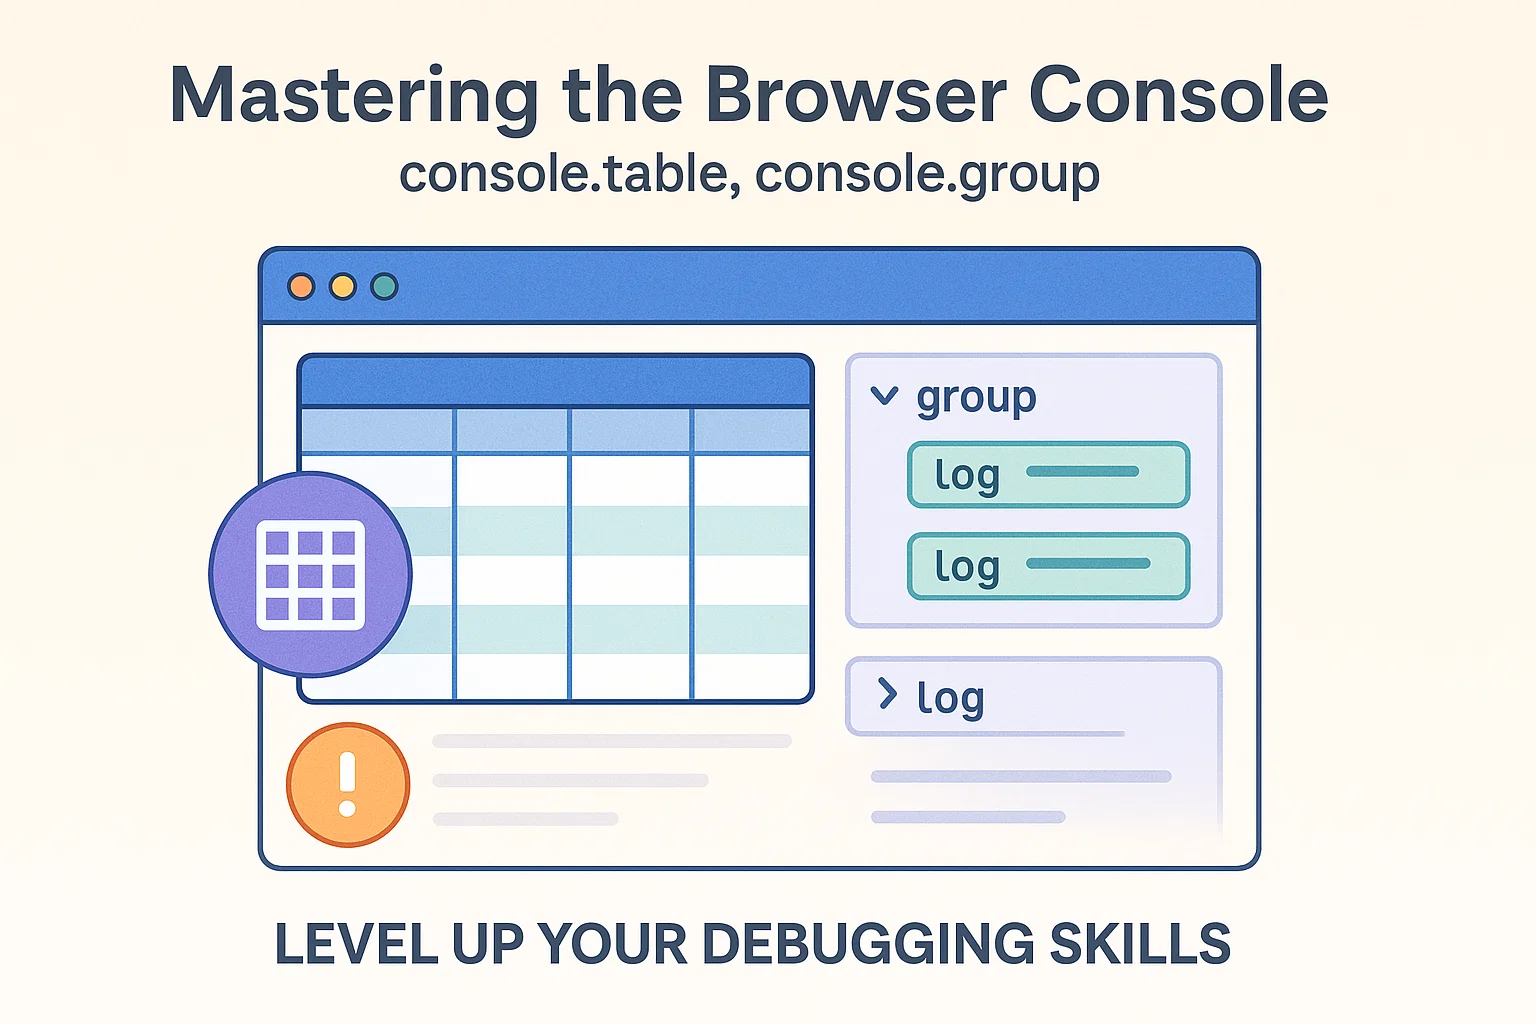 Mastering the Browser Console
console.table, console.group
group
log
log
log
LEVEL UP YOUR DEBUGGING SKILLS